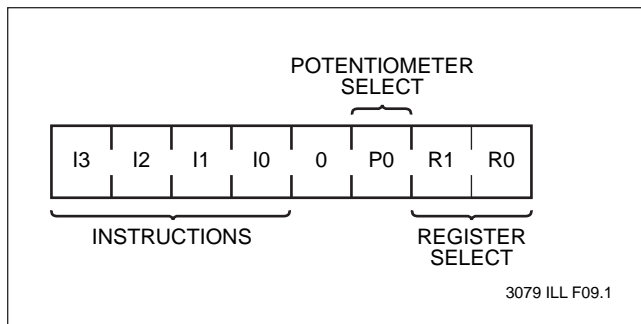 POTENTIOMETER
SELECT
I3 I2 I1 I0 0 P0 R1 R0
INSTRUCTIONS REGISTER
SELECT
3079 ILL F09.1